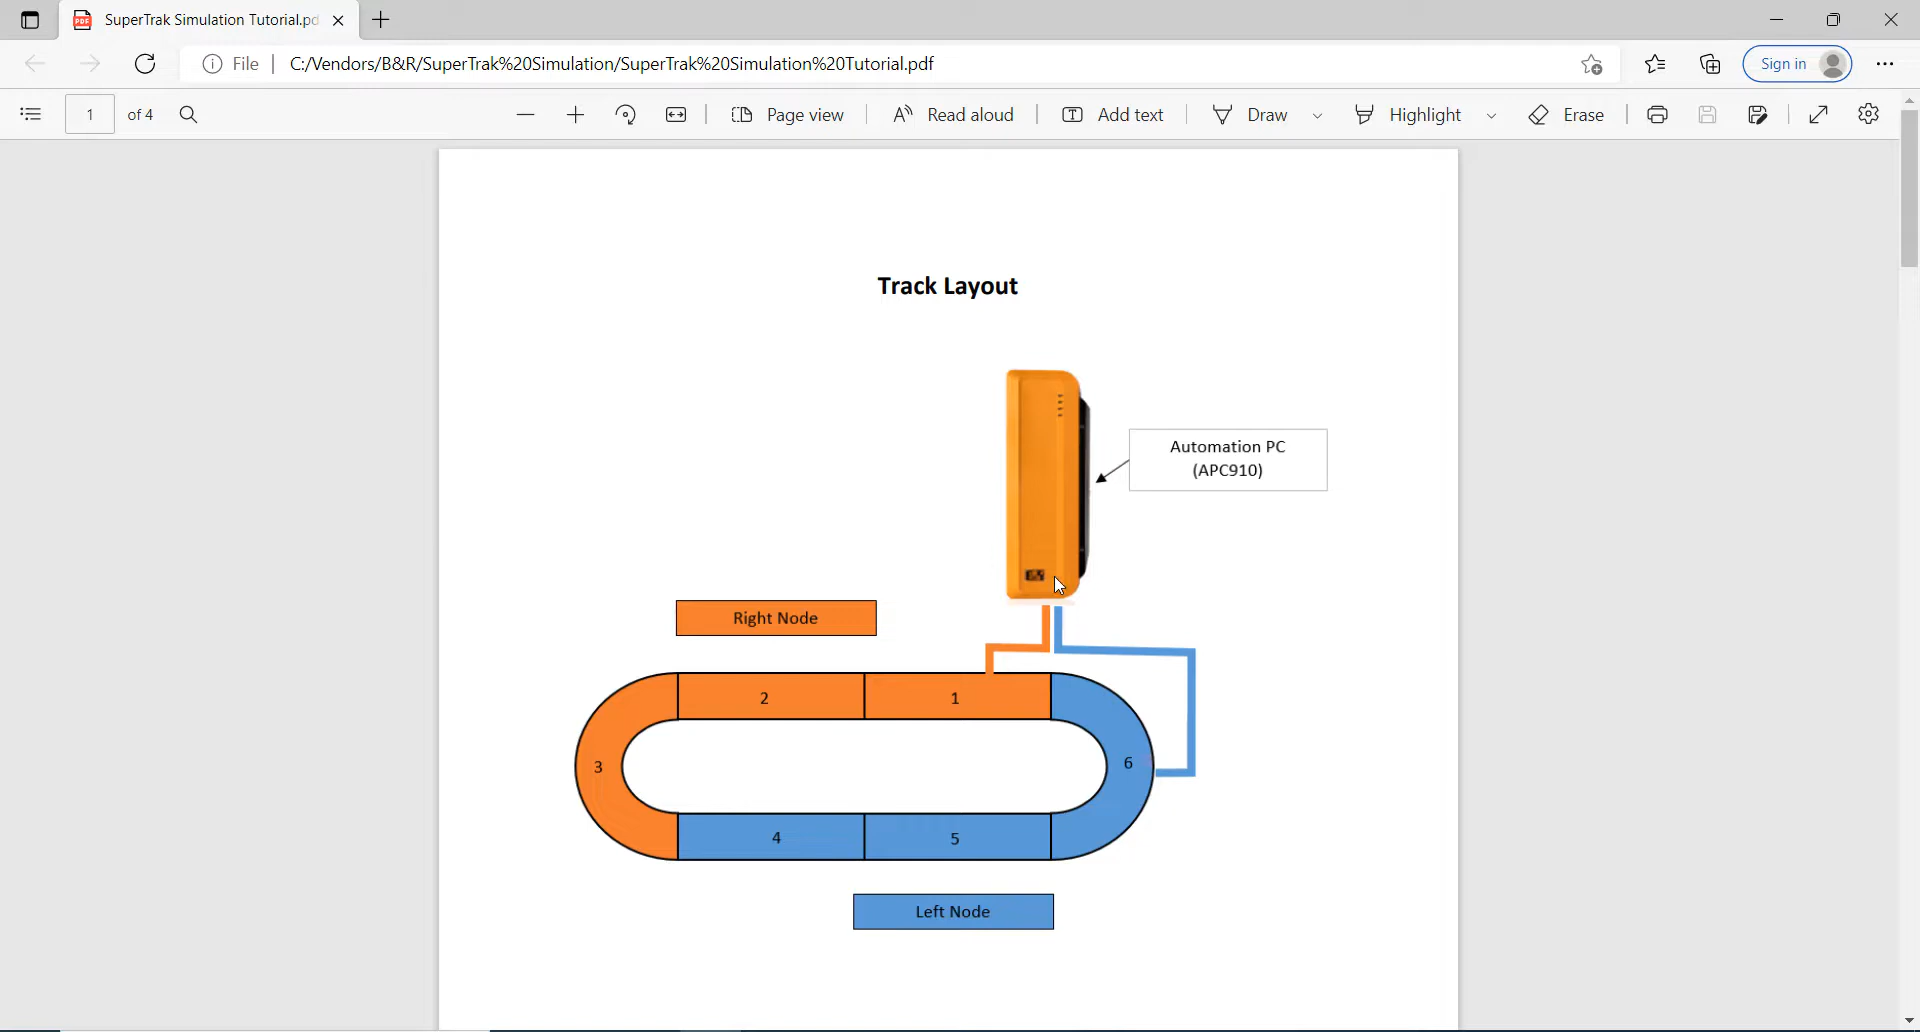 SuperTrak Simulation Tutorial.pd
File
C:/Vendors/B&R/SuperTrak%20Simulation/SuperTrak%20Simulation%20Tutorial.pdf
Sign in
1 of 4
Page view
Read aloud
Add text
Draw
Highlight
Erase
Track Layout
Automation PC
(APC910)
Right Node
2
1
3
6
4
5
Left Node